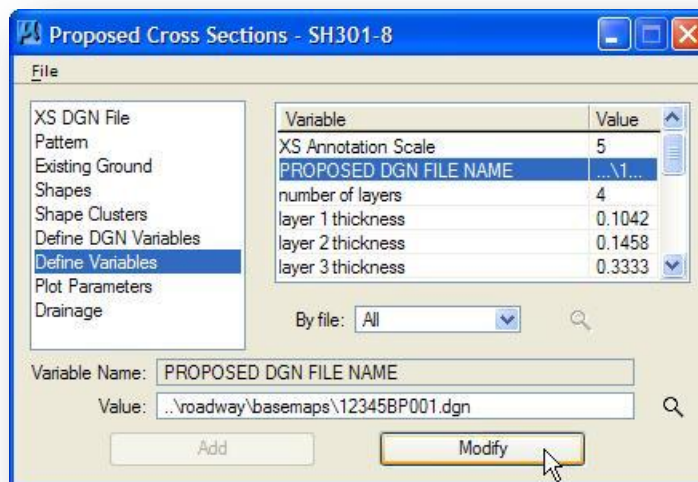 Proposed Cross Sections - SH301-8
File
XS DGN File
Pattern
Existing Ground
Shapes
Shape Clusters
Define DGN Variables
Define Variables
Plot Parameters
Drainage
Variable Value
XS Annotation Scale 5
PROPOSED DGN FILE NAME ...\1...
number of layers 4
layer 1 thickness 0.1042
layer 2 thickness 0.1458
layer 3 thickness 0.3333
By file: All
Variable Name: PROPOSED DGN FILE NAME
Value: ..\roadway\basemaps\12345BP001.dgn
Add Modify